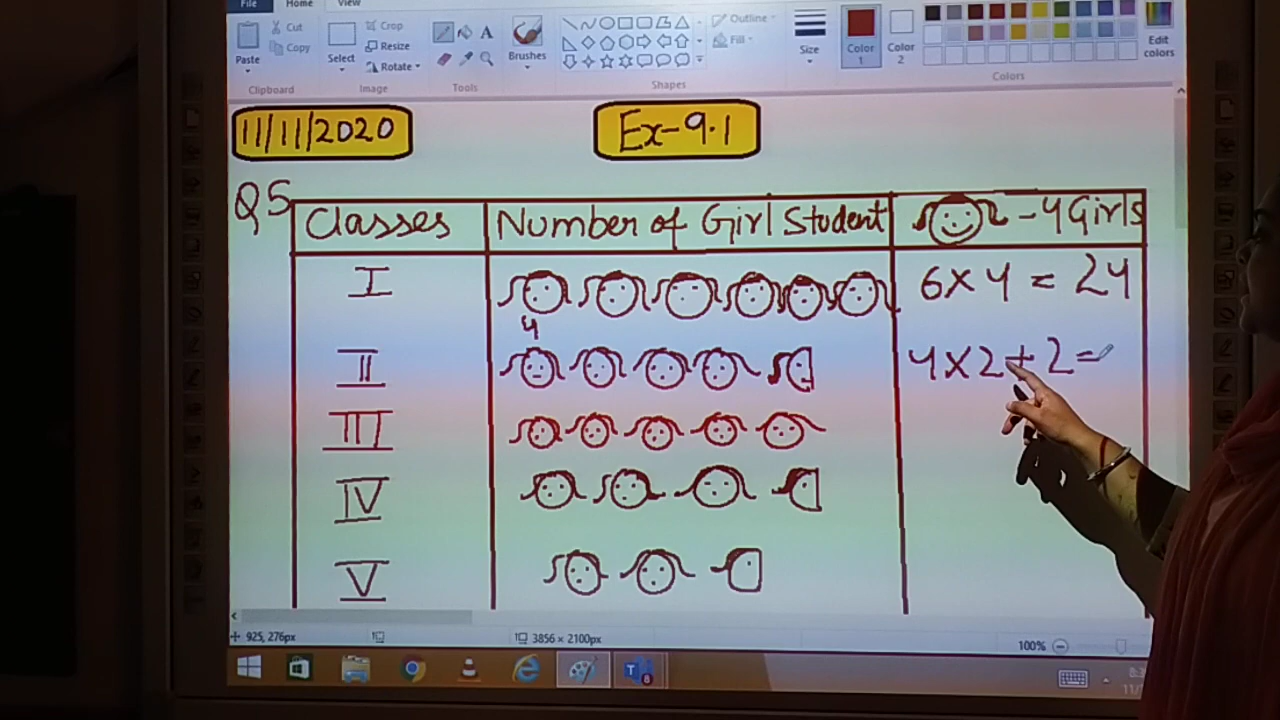 File Home View
Cut
Copy
Paste
Clipboard
Crop
Resize
Rotate
Select
Image
Tools
Brushes
Shapes
Outline
Fill
Size
Color 1
Color 2
Edit colors
Colors
11/11/2020
Ex-9.1
Q5
Classes Number of Girl Student - 4 Girls
I 6 x 4 = 24
4
II 4 x 2 + 2 =
III
IV
V
925, 276px
3856 × 2100px
100%
8